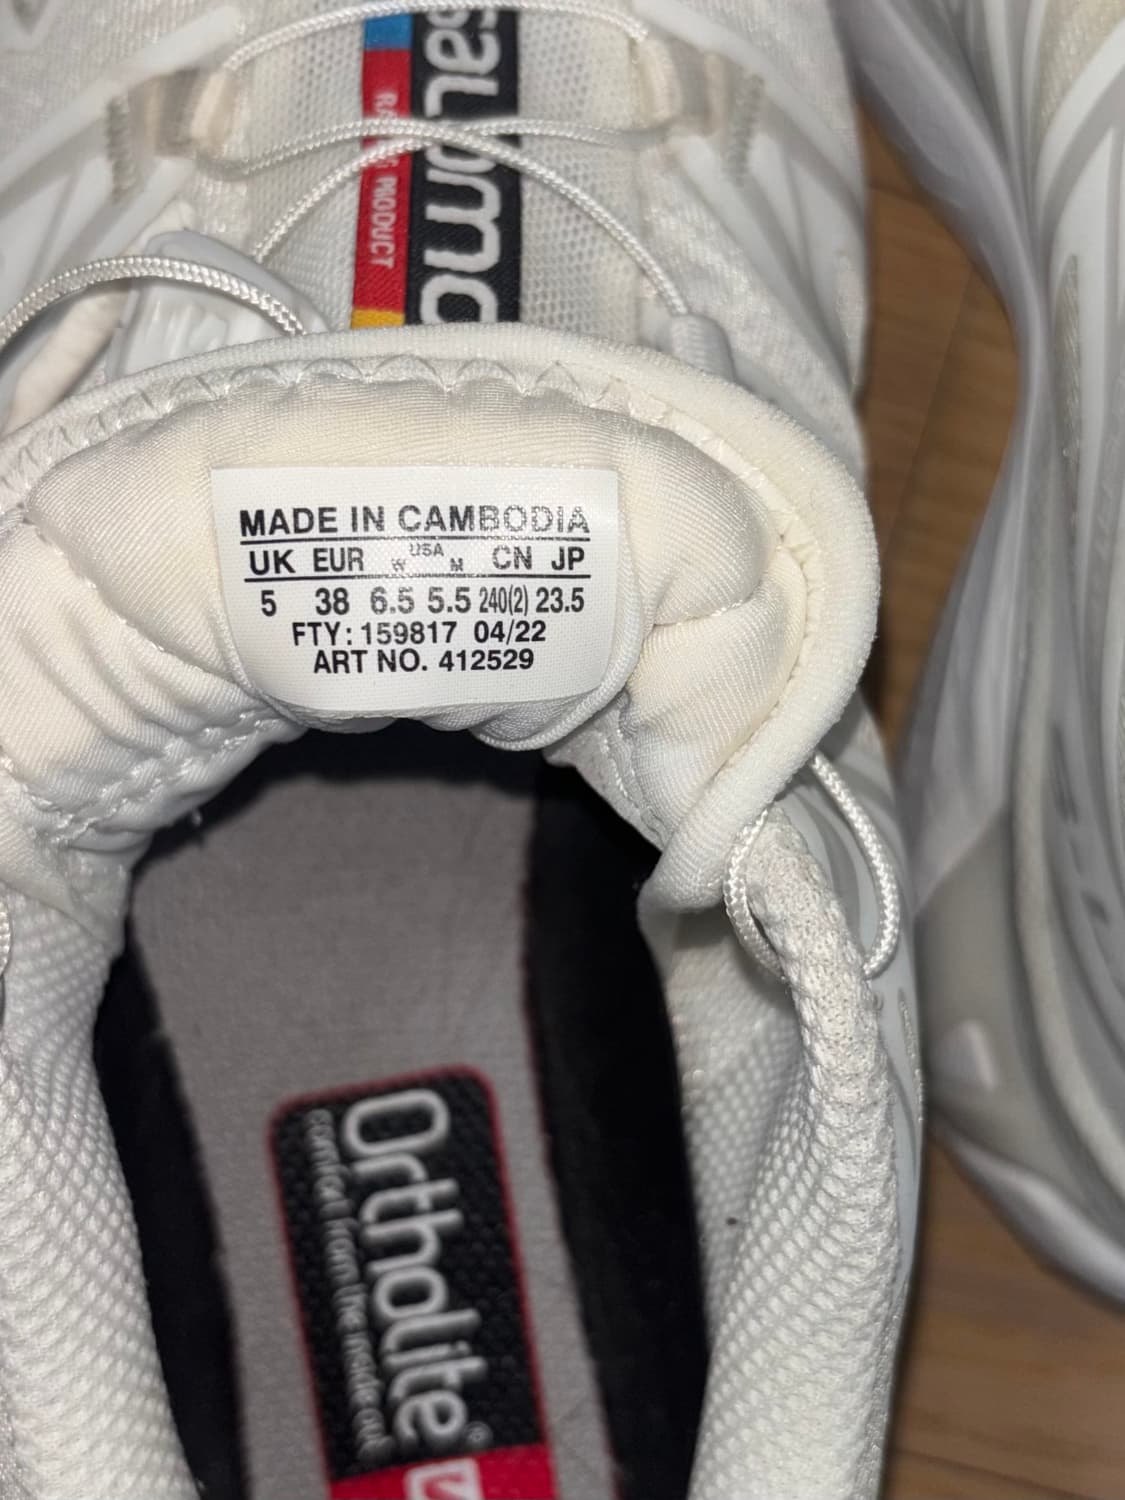 salomo
PRODUCT
MADE IN CAMBODIA
UK EUR W USA M CN JP
5 38 6.5 5.5 240(2) 23.5
FTY: 159817 04/22
ART NO. 412529
Ortholite®
comfort from the inside out